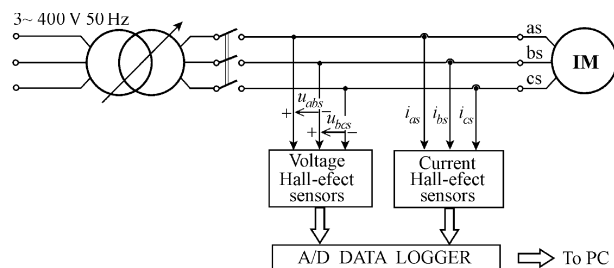 3~ 400 V 50 Hz
as
bs
cs
IM
u_abs
+ −
u_bcs
+ −
i_as i_bs i_cs
Voltage
Hall-efect
sensors
Current
Hall-efect
sensors
A/D DATA LOGGER
To PC